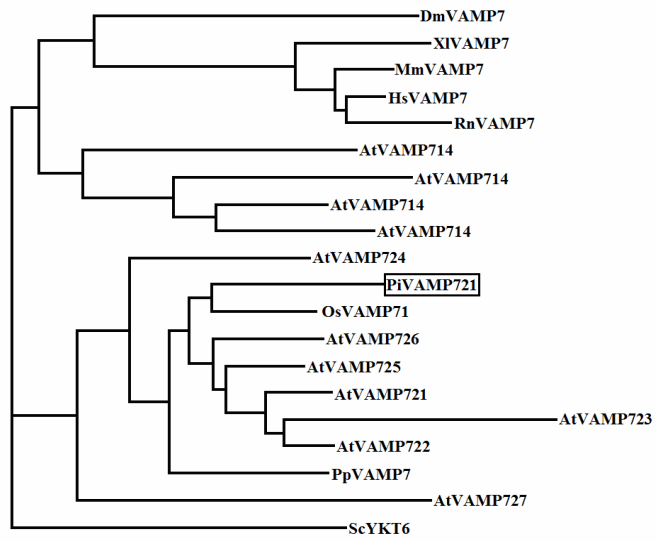 DmVAMP7
XlVAMP7
MmVAMP7
HsVAMP7
RnVAMP7
AtVAMP714
AtVAMP714
AtVAMP714
AtVAMP714
AtVAMP724
PiVAMP721
OsVAMP71
AtVAMP726
AtVAMP725
AtVAMP721
AtVAMP723
AtVAMP722
PpVAMP7
AtVAMP727
ScYKT6